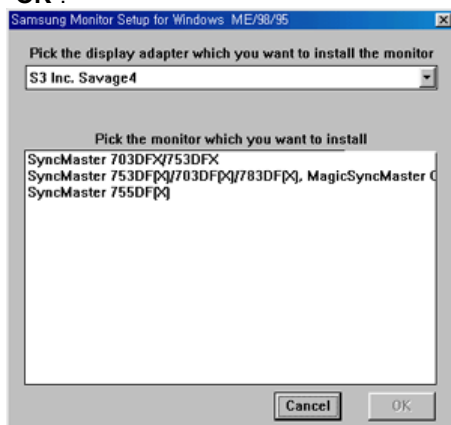 OK".
Samsung Monitor Setup for Windows ME/98/95
Pick the display adapter which you want to install the monitor
S3 Inc. Savage4
Pick the monitor which you want to install
SyncMaster 703DFX/753DFX
SyncMaster 753DF[X]/703DF[X]/783DF[X], MagicSyncMaster C
SyncMaster 755DF[X]
Cancel
OK